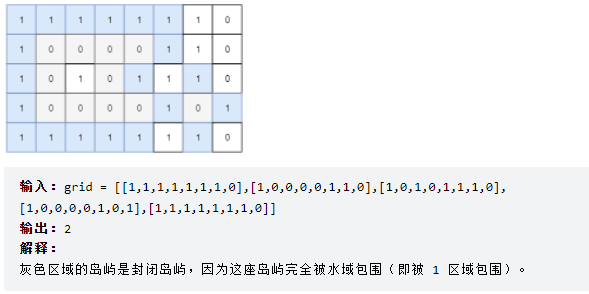 1 1 1 1 1 1 1 0
1 0 0 0 0 1 1 0
1 0 1 0 1 1 1 0
1 0 0 0 0 1 0 1
1 1 1 1 1 1 1 0
输入：grid = [[1,1,1,1,1,1,1,0],[1,0,0,0,0,1,1,0],[1,0,1,0,1,1,1,0],
[1,0,0,0,0,1,0,1],[1,1,1,1,1,1,1,0]]
输出：2
解释：
灰色区域的岛屿是封闭岛屿，因为这座岛屿完全被水域包围（即被 1 区域包围）。